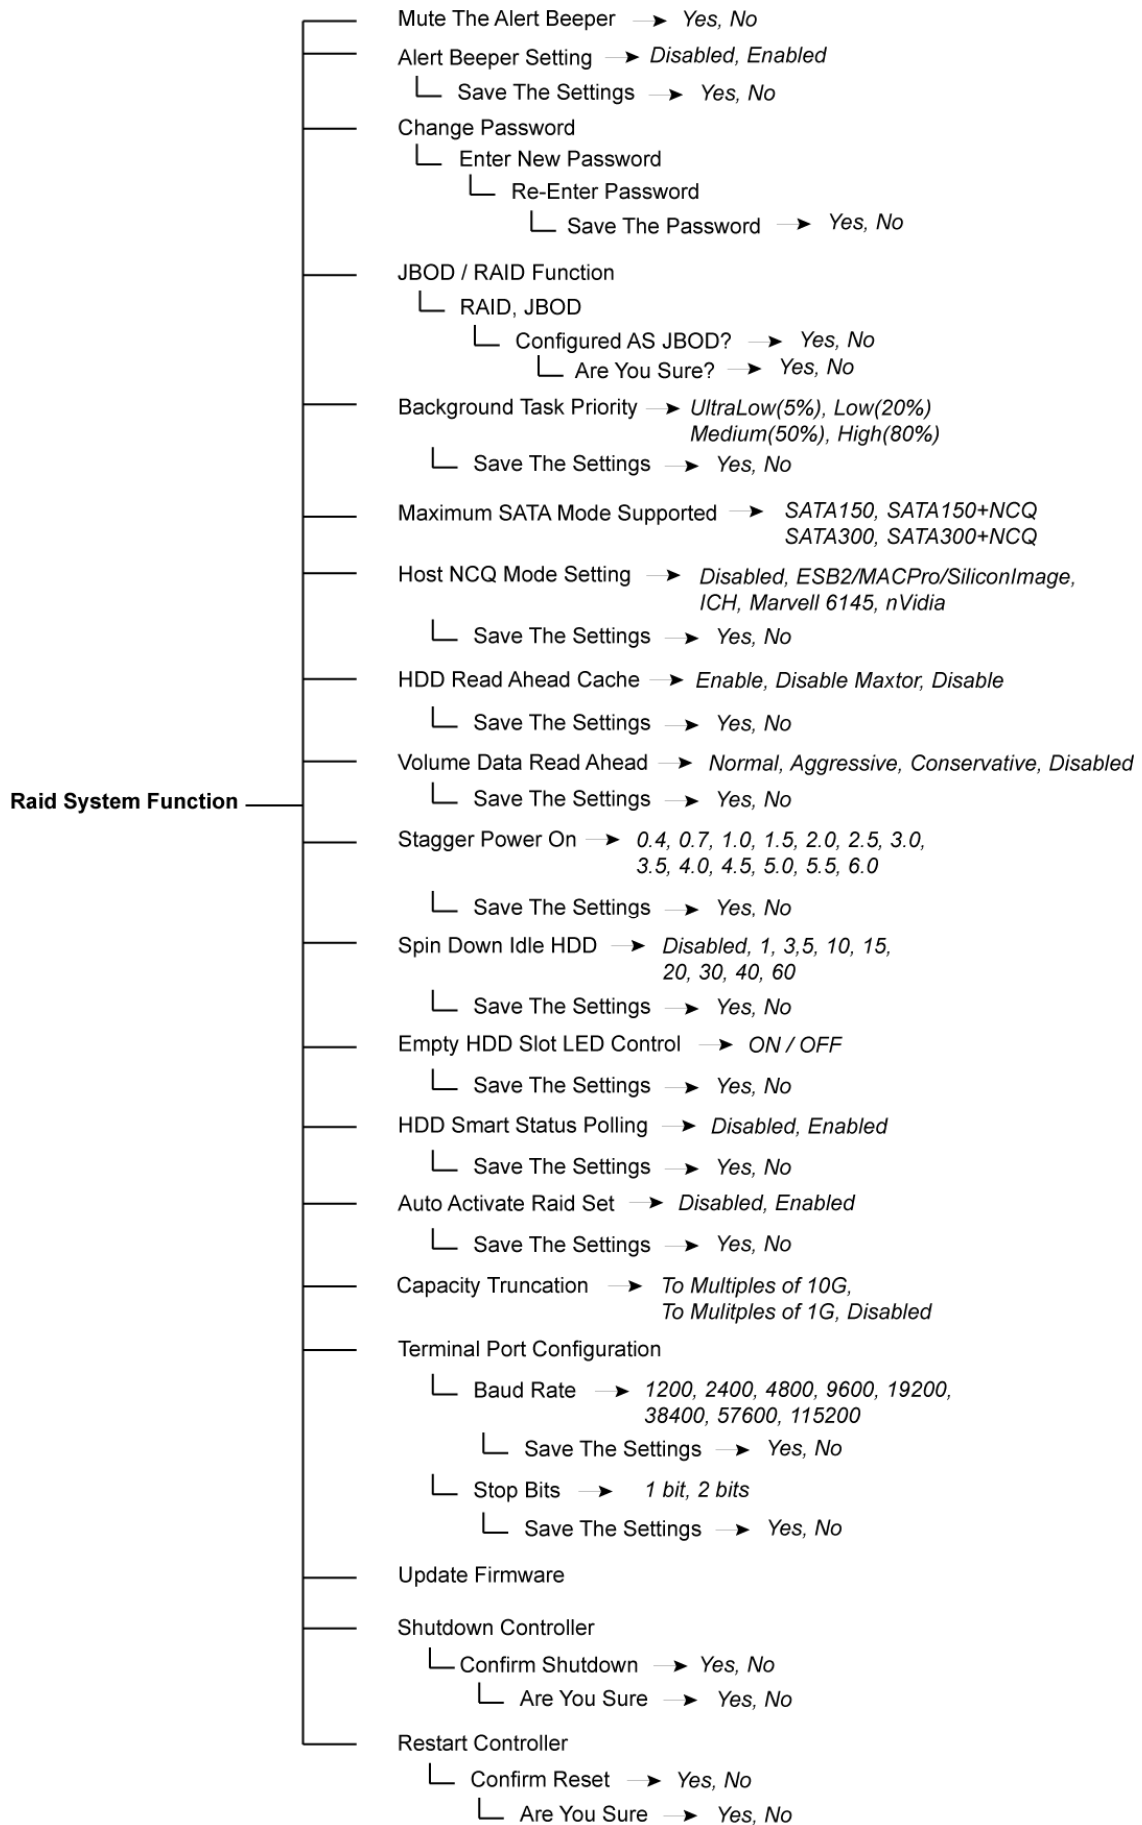 Mute The Alert Beeper Yes, No
Alert Beeper Setting Disabled, Enabled
Save The Settings Yes, No
Change Password
Enter New Password
Re-Enter Password
Save The Password Yes, No
JBOD / RAID Function
RAID, JBOD
Configured AS JBOD? Yes, No
Are You Sure? Yes, No
Background Task Priority UltraLow(5%), Low(20%)
Medium(50%), High(80%)
Save The Settings Yes, No
Maximum SATA Mode Supported SATA150, SATA150+NCQ
SATA300, SATA300+NCQ
Host NCQ Mode Setting Disabled, ESB2/MACPro/SiliconImage,
ICH, Marvell 6145, nVidia
Save The Settings Yes, No
HDD Read Ahead Cache Enable, Disable Maxtor, Disable
Save The Settings Yes, No
Volume Data Read Ahead Normal, Aggressive, Conservative, Disabled
Save The Settings Yes, No
Raid System Function
Stagger Power On 0.4, 0.7, 1.0, 1.5, 2.0, 2.5, 3.0,
3.5, 4.0, 4.5, 5.0, 5.5, 6.0
Save The Settings Yes, No
Spin Down Idle HDD Disabled, 1, 3,5, 10, 15,
20, 30, 40, 60
Save The Settings Yes, No
Empty HDD Slot LED Control ON / OFF
Save The Settings Yes, No
HDD Smart Status Polling Disabled, Enabled
Save The Settings Yes, No
Auto Activate Raid Set Disabled, Enabled
Save The Settings Yes, No
Capacity Truncation To Multiples of 10G,
To Mulitples of 1G, Disabled
Terminal Port Configuration
Baud Rate 1200, 2400, 4800, 9600, 19200,
38400, 57600, 115200
Save The Settings Yes, No
Stop Bits 1 bit, 2 bits
Save The Settings Yes, No
Update Firmware
Shutdown Controller
Confirm Shutdown Yes, No
Are You Sure Yes, No
Restart Controller
Confirm Reset Yes, No
Are You Sure Yes, No